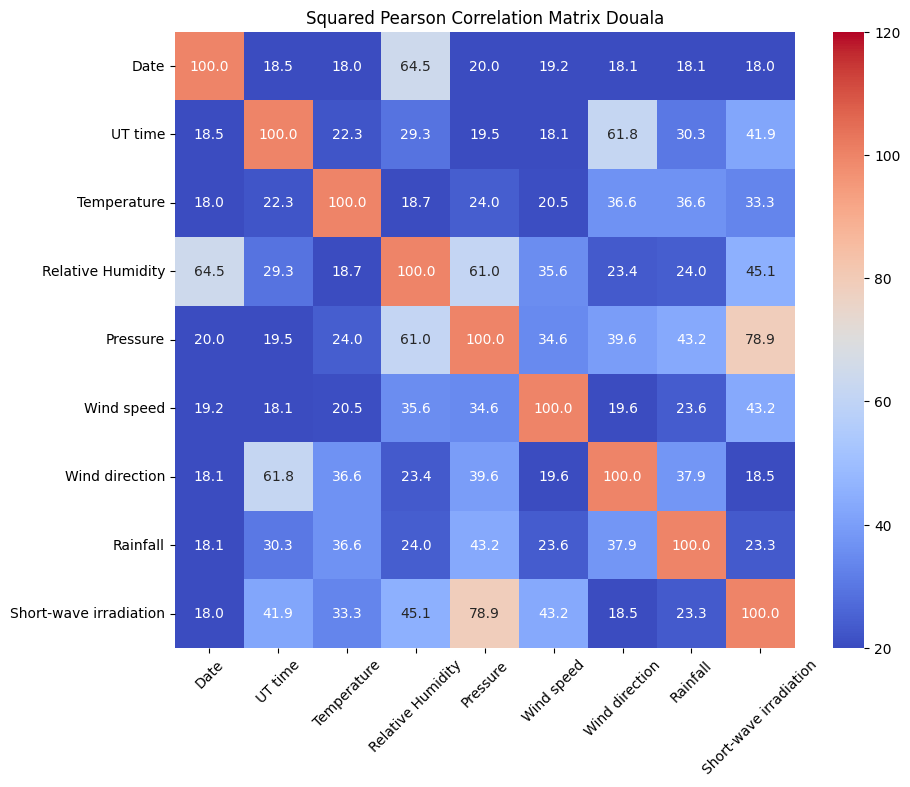 Squared Pearson Correlation Matrix Douala
Date 100.0 18.5 18.0 64.5 20.0 19.2 18.1 18.1 18.0
UT time 18.5 100.0 22.3 29.3 19.5 18.1 61.8 30.3 41.9
Temperature 18.0 22.3 100.0 18.7 24.0 20.5 36.6 36.6 33.3
Relative Humidity 64.5 29.3 18.7 100.0 61.0 35.6 23.4 24.0 45.1
Pressure 20.0 19.5 24.0 61.0 100.0 34.6 39.6 43.2 78.9
Wind speed 19.2 18.1 20.5 35.6 34.6 100.0 19.6 23.6 43.2
Wind direction 18.1 61.8 36.6 23.4 39.6 19.6 100.0 37.9 18.5
Rainfall 18.1 30.3 36.6 24.0 43.2 23.6 37.9 100.0 23.3
Short-wave irradiation 18.0 41.9 33.3 45.1 78.9 43.2 18.5 23.3 100.0
Date
UT time
Temperature
Relative Humidity
Pressure
Wind speed
Wind direction
Rainfall
Short-wave irradiation
120
100
80
60
40
20